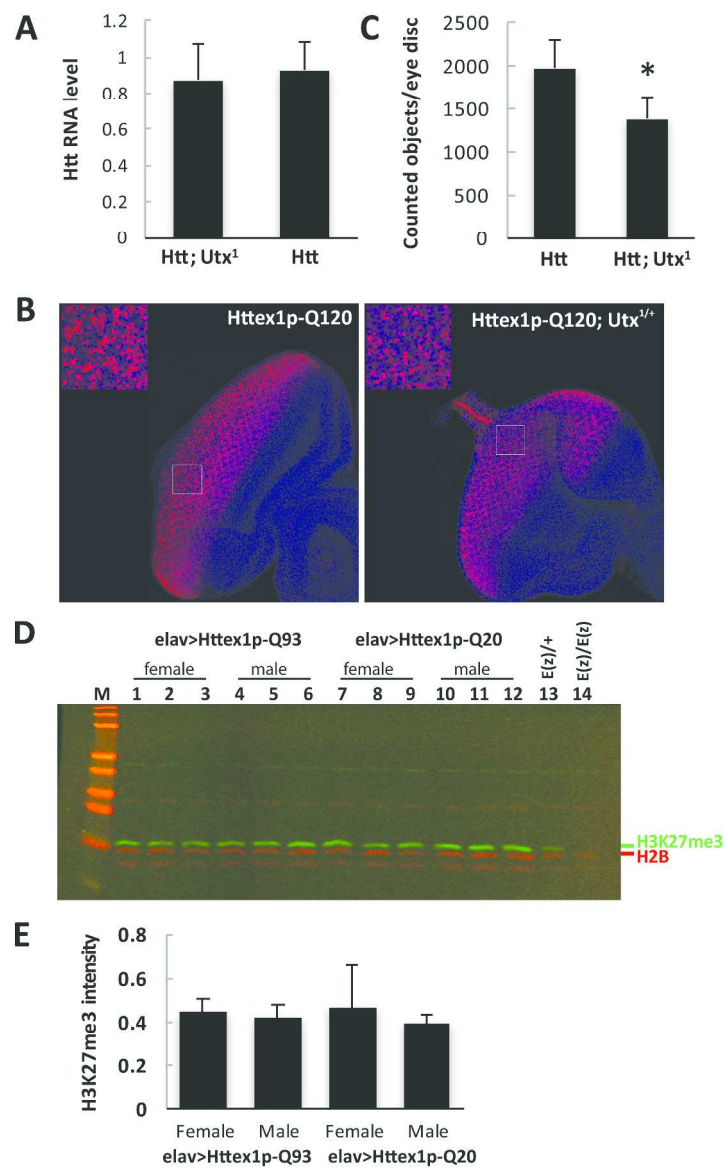 A
Htt RNA level
1.2
1
0.8
0.6
0.4
0.2
0
Htt; Utx¹ Htt
C
Counted objects/eye disc
2500
2000
1500
1000
500
0
*
Htt Htt; Utx¹
B
Httex1p-Q120
Httex1p-Q120; Utx¹/⁺
D
elav>Httex1p-Q93 elav>Httex1p-Q20
female male female male
E(z)/+
E(z)/E(z)
M 1 2 3 4 5 6 7 8 9 10 11 12 13 14
H3K27me3
H2B
E
H3K27me3 intensity
0.8
0.6
0.4
0.2
0
Female Male Female Male
elav>Httex1p-Q93 elav>Httex1p-Q20